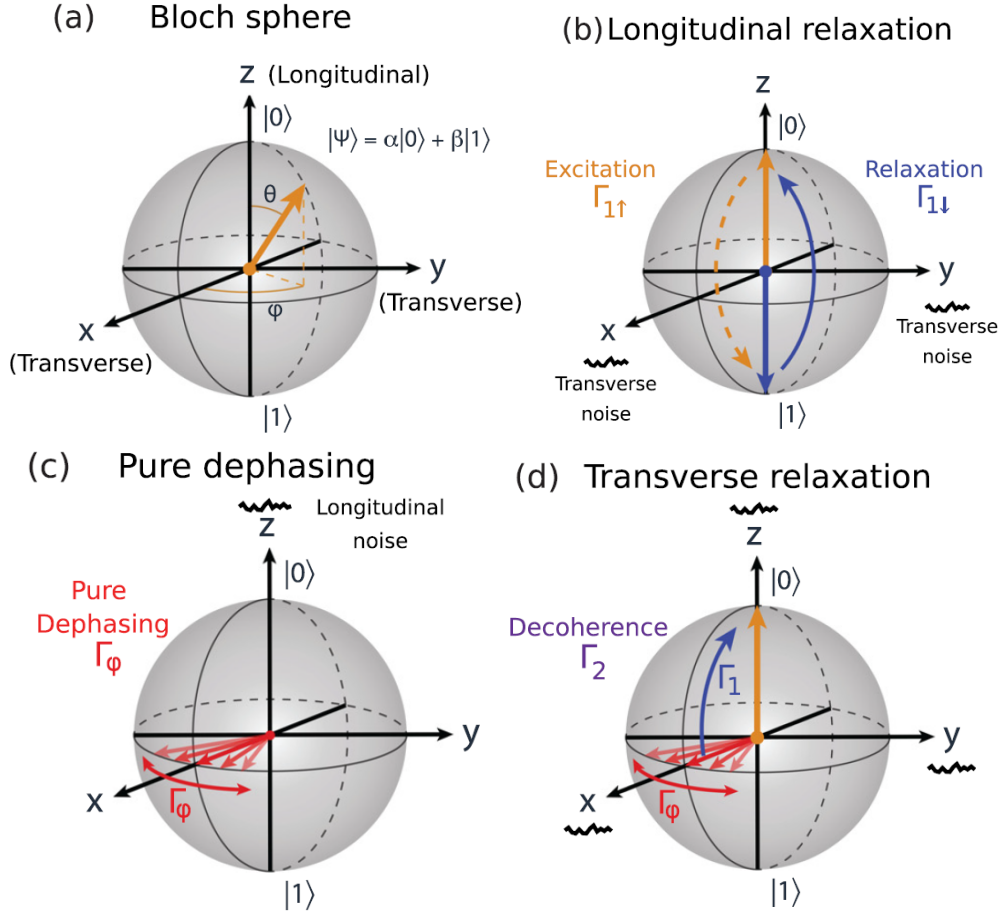 (a) Bloch sphere
z (Longitudinal)
|0⟩
|Ψ⟩ = α|0⟩ + β|1⟩
θ
y
(Transverse)
φ
x
(Transverse)
|1⟩
(b) Longitudinal relaxation
z
|0⟩
Excitation
Γ1↑
Relaxation
Γ1↓
y
Transverse
noise
x
Transverse
noise
|1⟩
(c) Pure dephasing
Longitudinal
noise
z
|0⟩
Pure
Dephasing
Γφ
y
x
Γφ
|1⟩
(d) Transverse relaxation
z
|0⟩
Decoherence
Γ2
Γ1
y
x
Γφ
|1⟩